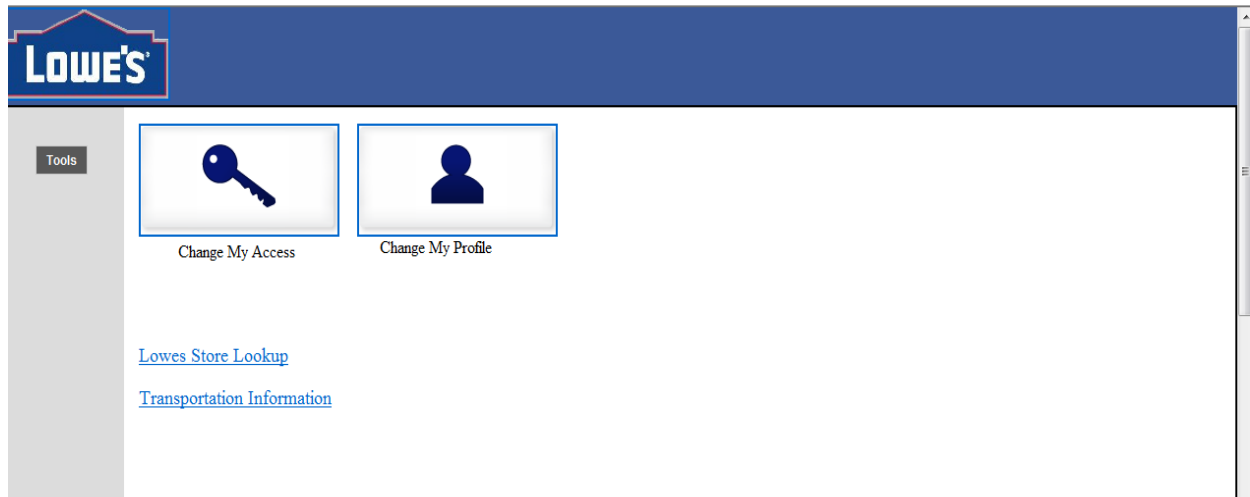 LOWE'S
Tools
Change My Access
Change My Profile
Lowes Store Lookup
Transportation Information